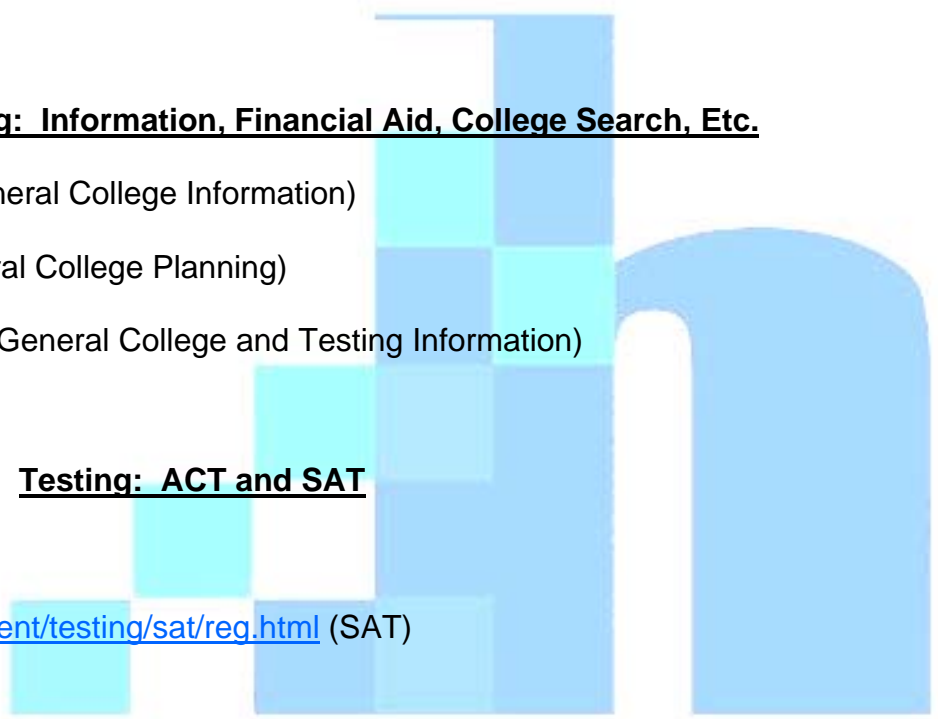 g: Information, Financial Aid, College Search, Etc.
neral College Information)
ral College Planning)
General College and Testing Information)
Testing: ACT and SAT
ent/testing/sat/reg.html (SAT)